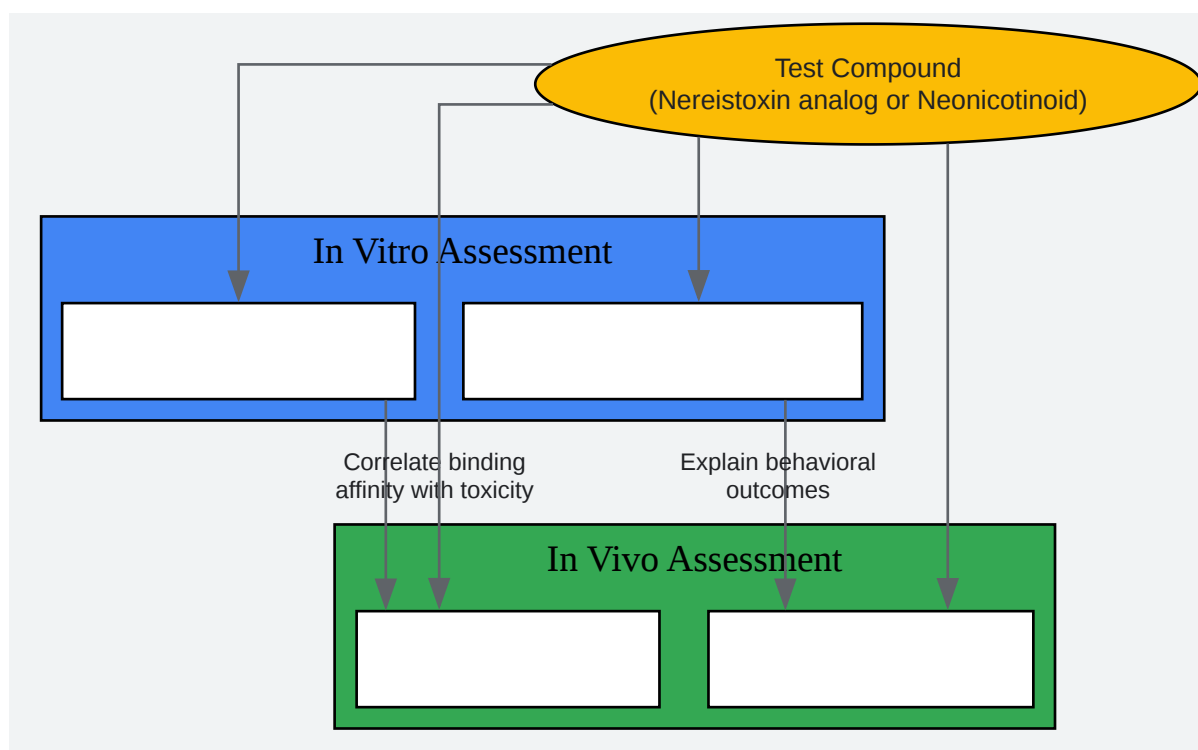 Test Compound
(Nereistoxin analog or Neonicotinoid)
In Vitro Assessment
Correlate binding
affinity with toxicity
Explain behavioral
outcomes
In Vivo Assessment